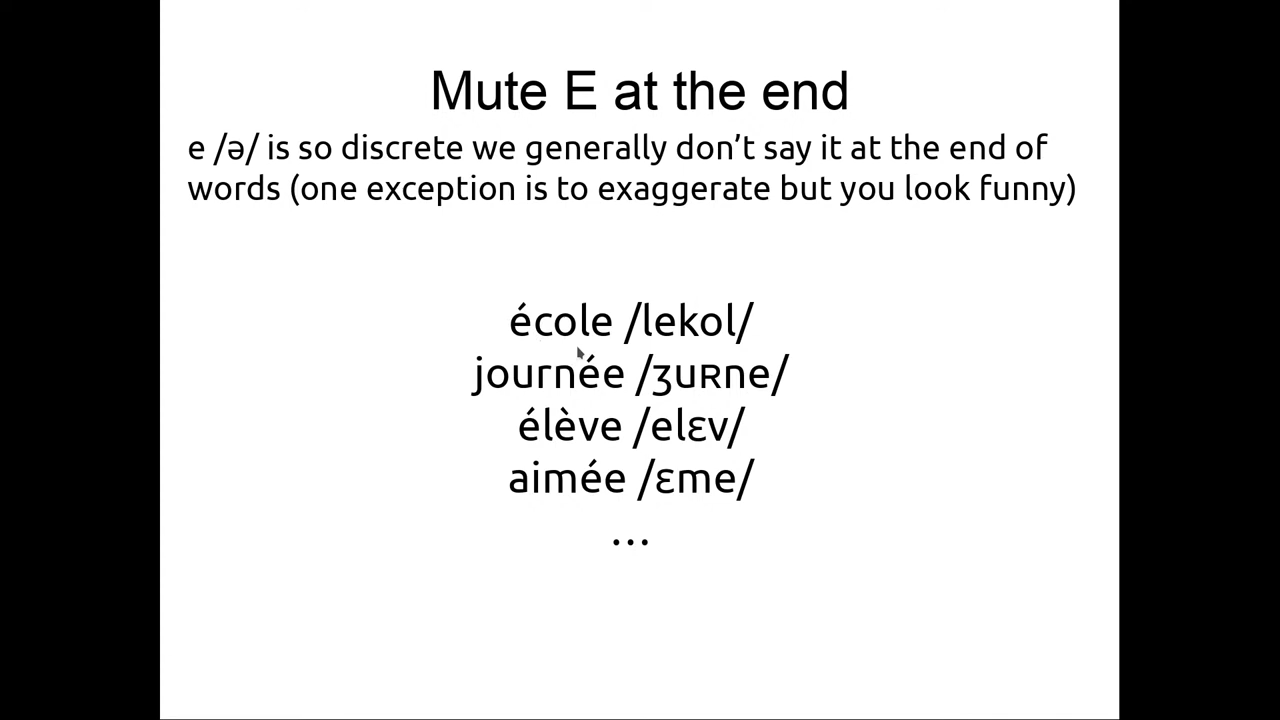 Mute E at the end
e /ə/ is so discrete we generally don’t say it at the end of
words (one exception is to exaggerate but you look funny)
école /lekol/
journée /ʒuʀne/
élève /elɛv/
aimée /ɛme/
...